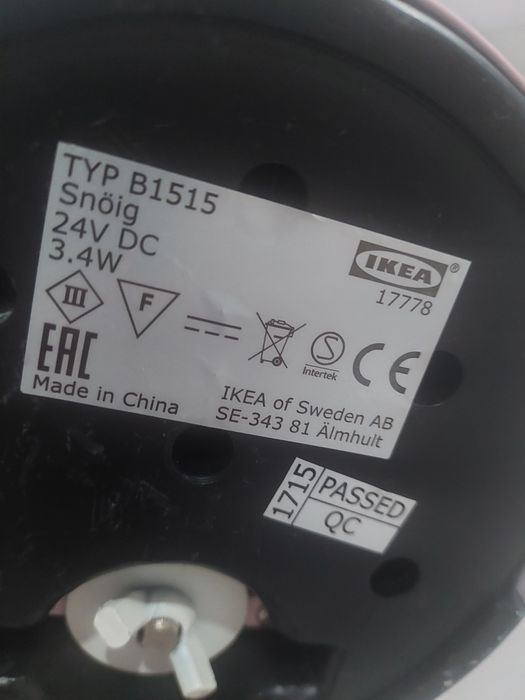 TYP B1515
Snöig
24V DC
3.4W
IKEA®
17778
III
F
S
Intertek
CE
EAC
Made in China
IKEA of Sweden AB
SE-343 81 Älmhult
1715
PASSED
QC